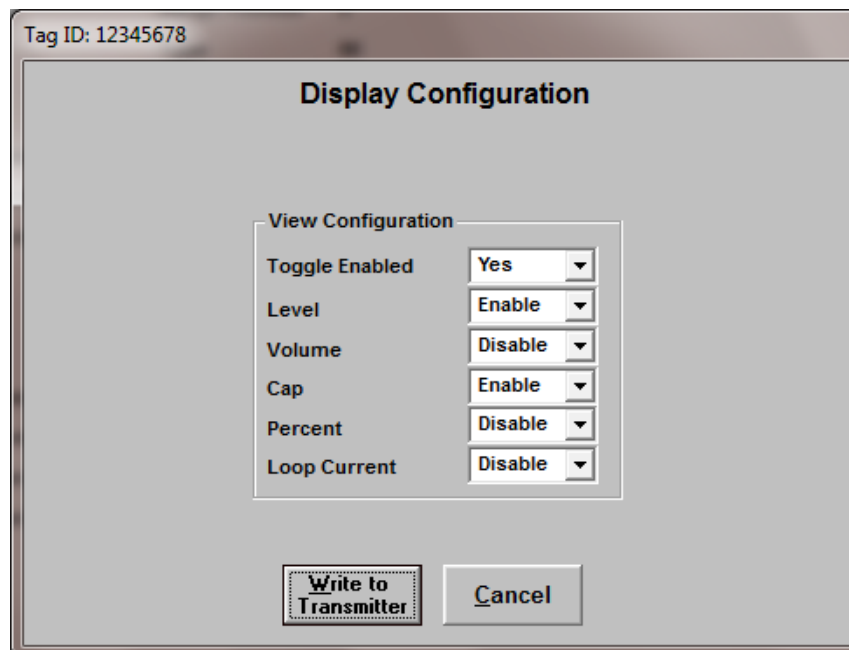 Tag ID: 12345678
Display Configuration
View Configuration
Toggle Enabled Yes
Level Enable
Volume Disable
Cap Enable
Percent Disable
Loop Current Disable
Write to
Transmitter
Cancel